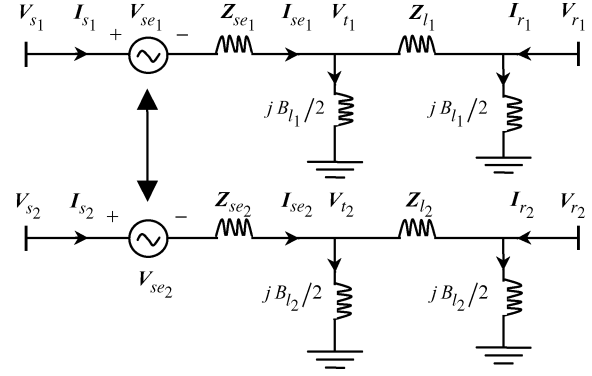 V_{s_1} I_{s_1} + V_{se_1} − Z_{se_1} I_{se_1} V_{t_1} Z_{l_1} I_{r_1} V_{r_1}
jB_{l_1}/2 jB_{l_1}/2
V_{s_2} I_{s_2} + − Z_{se_2} I_{se_2} V_{t_2} Z_{l_2} I_{r_2} V_{r_2}
V_{se_2} jB_{l_2}/2 jB_{l_2}/2